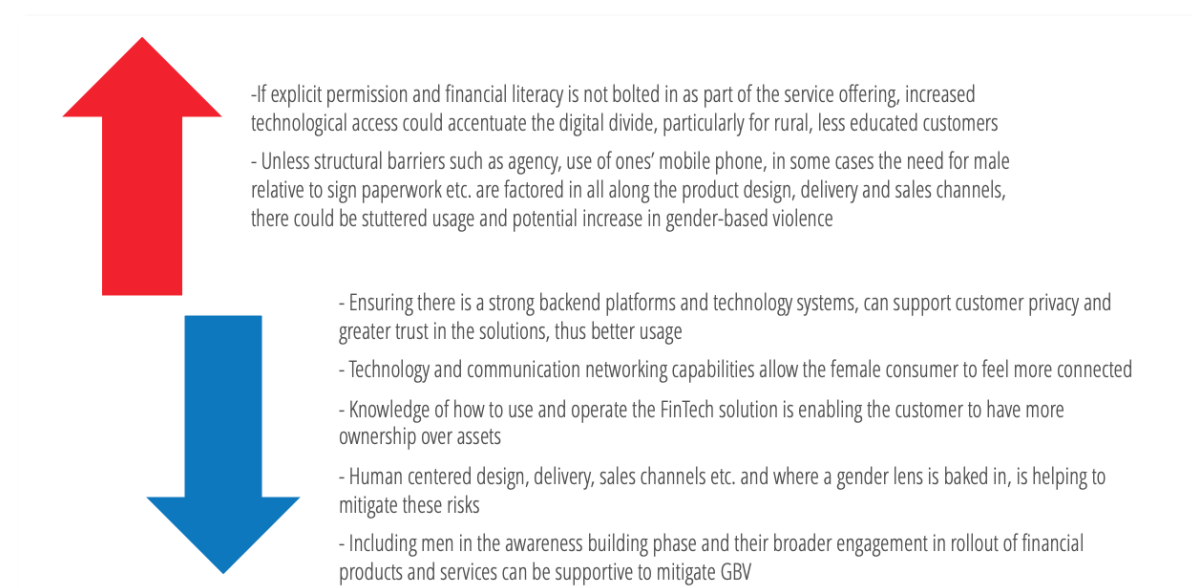 -If explicit permission and financial literacy is not bolted in as part of the service offering, increased
technological access could accentuate the digital divide, particularly for rural, less educated customers
- Unless structural barriers such as agency, use of ones’ mobile phone, in some cases the need for male
relative to sign paperwork etc. are factored in all along the product design, delivery and sales channels,
there could be stuttered usage and potential increase in gender-based violence
- Ensuring there is a strong backend platforms and technology systems, can support customer privacy and
greater trust in the solutions, thus better usage
- Technology and communication networking capabilities allow the female consumer to feel more connected
- Knowledge of how to use and operate the FinTech solution is enabling the customer to have more
ownership over assets
- Human centered design, delivery, sales channels etc. and where a gender lens is baked in, is helping to
mitigate these risks
- Including men in the awareness building phase and their broader engagement in rollout of financial
products and services can be supportive to mitigate GBV